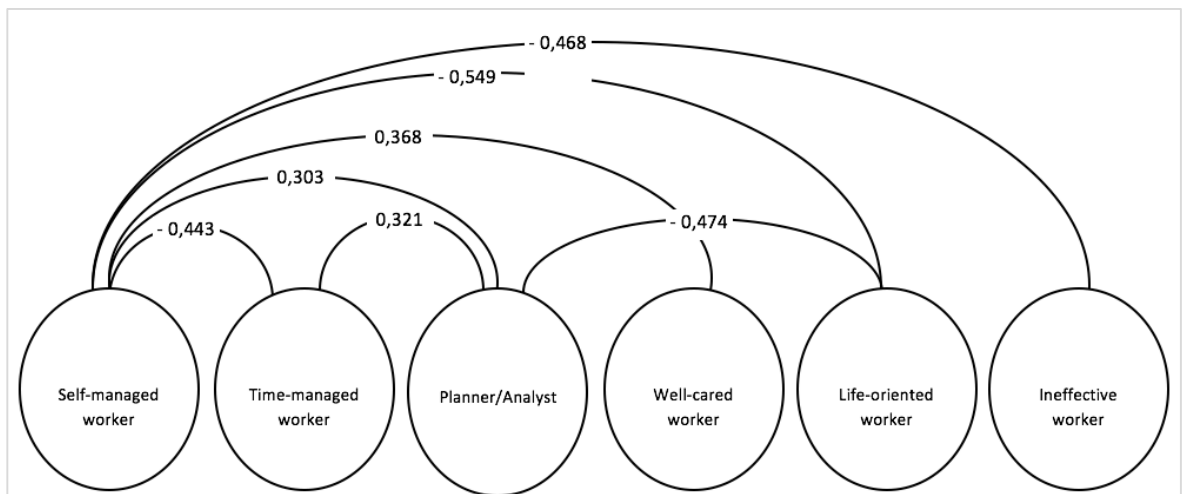 - 0,468
- 0,549
0,368
0,303
- 0,443
0,321
- 0,474
Self-managed
worker
Time-managed
worker
Planner/Analyst
Well-cared
worker
Life-oriented
worker
Ineffective
worker